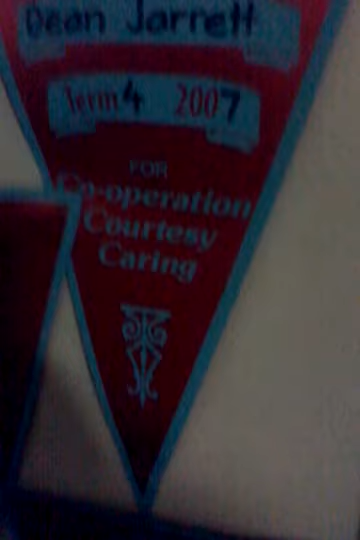 Dean Jarrett
Term 4 2007
FOR
Co-operation
Courtesy
Caring